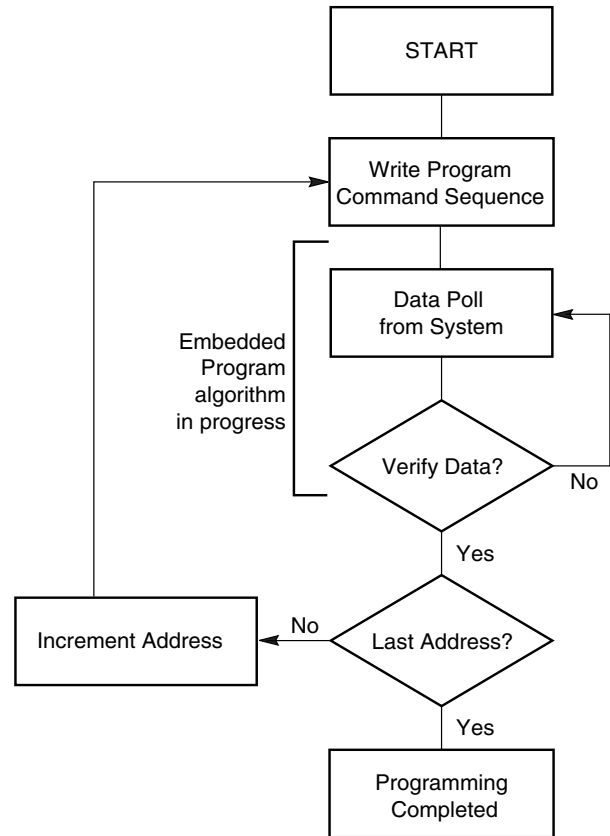 START
Write Program
Command Sequence
Data Poll
from System
Embedded
Program
algorithm
in progress
Verify Data?
No
Yes
No
Increment Address
Last Address?
Yes
Programming
Completed